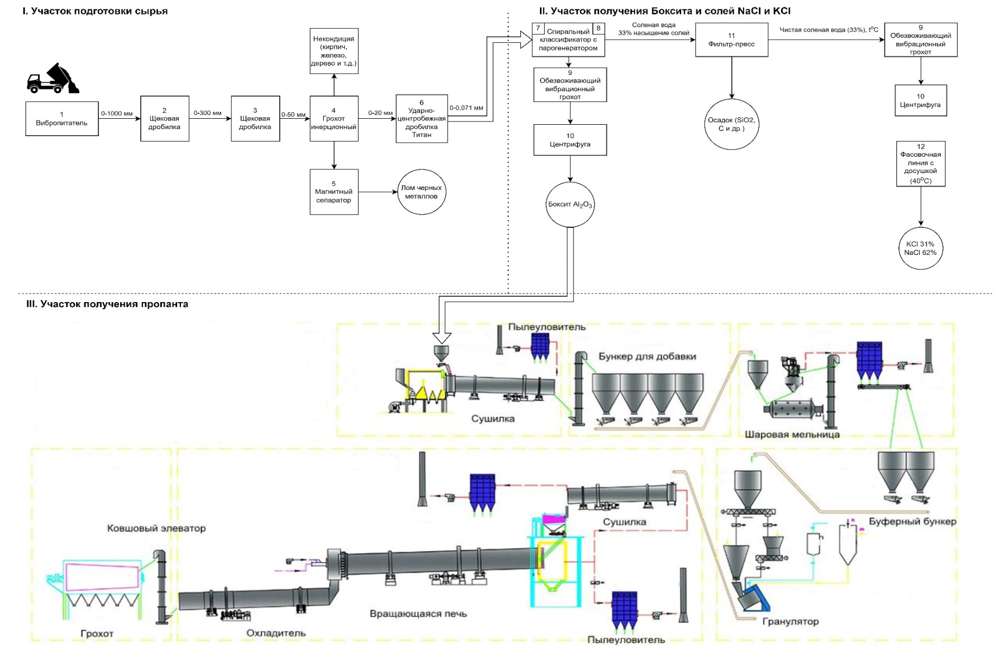 I. Участок подготовки сырья
1
Вибропитатель
0-1000 мм
2
Щековая
дробилка
0-300 мм
3
Щековая
дробилка
0-50 мм
Некондиция
(кирпич,
железо,
дерево и т.д.)
4
Грохот
инерционный
0-20 мм
5
Магнитный
сепаратор
Лом черных
металлов
6
Ударно-
центробежная
дробилка
Титан
0-0,071 мм
II. Участок получения Боксита и солей NaCl и KCl
7
8
Спиральный
классификатор с
парогенератором
Соленая вода
33% насыщение солей
11
Фильтр-пресс
Чистая соленая вода (33%), t°C
9
Обезвоживающий
вибрационный
грохот
9
Обезвоживающий
вибрационный
грохот
10
Центрифуга
Боксит Al₂O₃
Осадок (SiO2,
С и др.)
10
Центрифуга
12
Фасовочная
линия с
досушкой
(40°C)
KCl 31%
NaCl 62%
III. Участок получения пропанта
Пылеуловитель
Бункер для добавки
Сушилка
Шаровая мельница
Ковшовый элеватор
Сушилка
Буферный бункер
Вращающаяся печь
Гранулятор
Грохот
Охладитель
Пылеуловитель